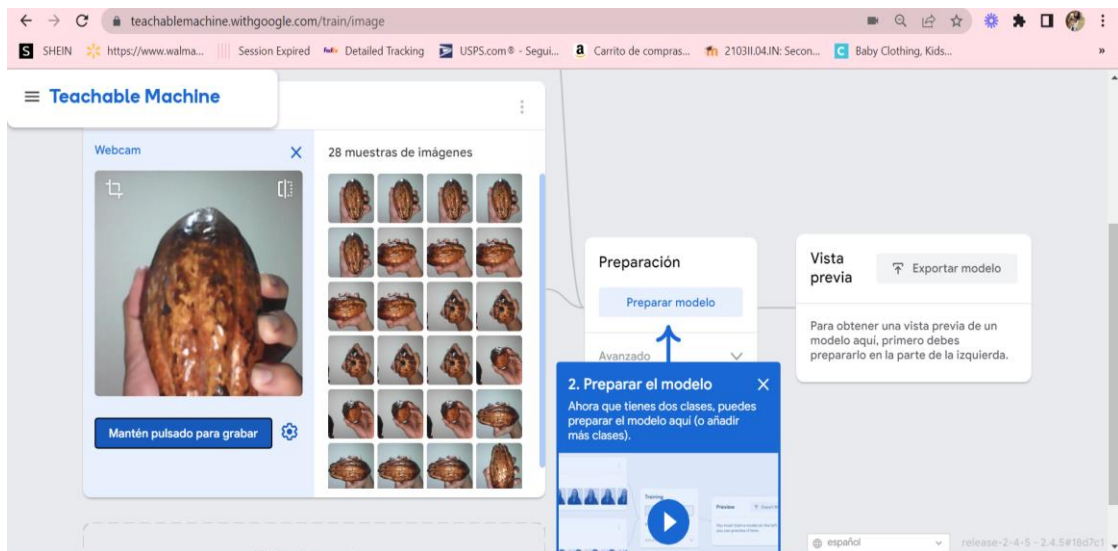 teachablemachine.withgoogle.com/train/image
S SHEIN https://www.walma... Session Expired FedEx Detailed Tracking USPS.com® - Segui... a Carrito de compras... 2103II.04.IN: Secon... C Baby Clothing, Kids... »
Teachable Machine
Webcam
28 muestras de imágenes
Mantén pulsado para grabar
Preparación
Preparar modelo
Avanzado
2. Preparar el modelo
Ahora que tienes dos clases, puedes
preparar el modelo aquí (o añadir
más clases).
Training
Preview
Vista
previa
Exportar modelo
Para obtener una vista previa de un
modelo aquí, primero debes
prepararlo en la parte de la izquierda.
español
release-2-4-5 - 2.4.5#18d7c1